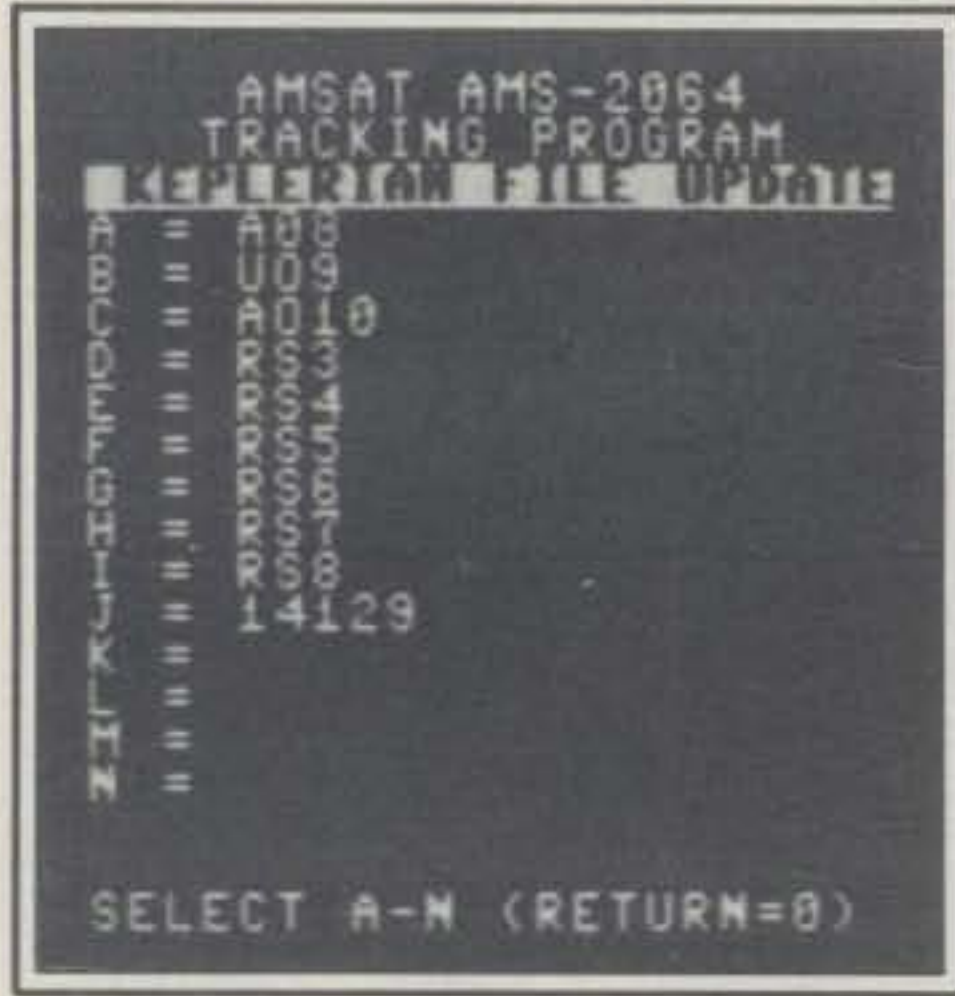 AMSAT AMS-2064
TRACKING PROGRAM
KEPLERIAN FILE UPDATE
A = AO8
B = UO9
C = AO10
D = RS3
E = RS4
F = RS5
G = RS6
H = RS7
I = RS8
J = 14129
K =
L =
M =
N =
SELECT A-N (RETURN=0)